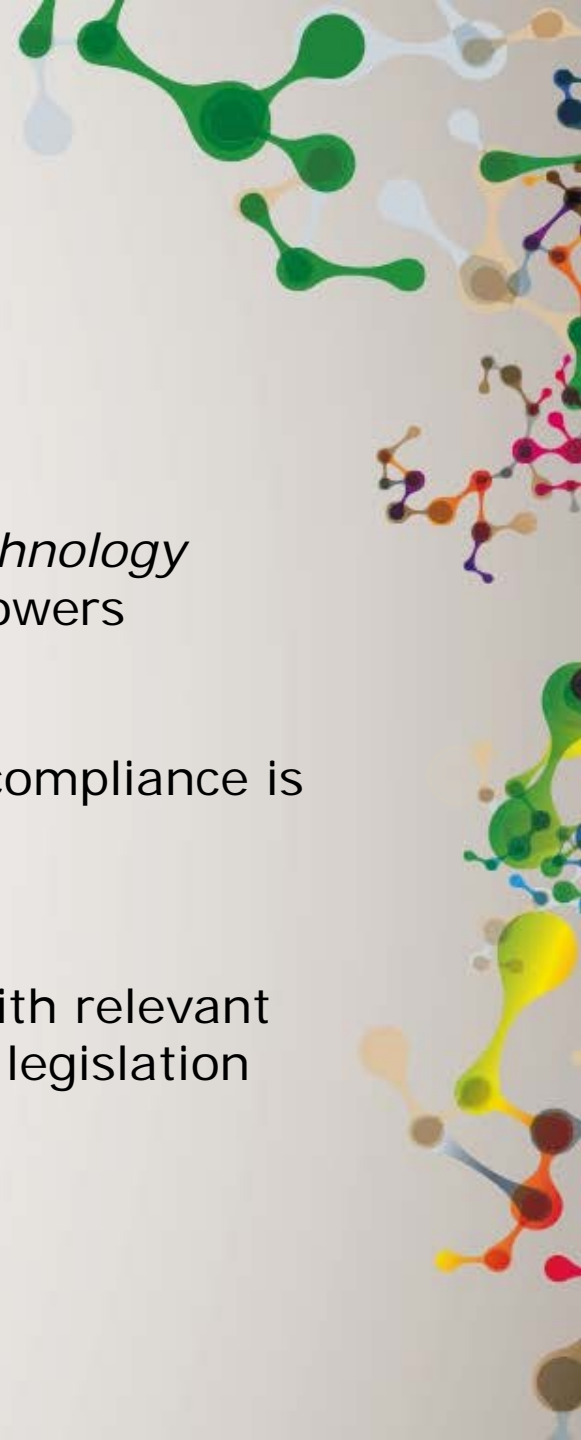 hnology
owers
compliance is
ith relevant
legislation